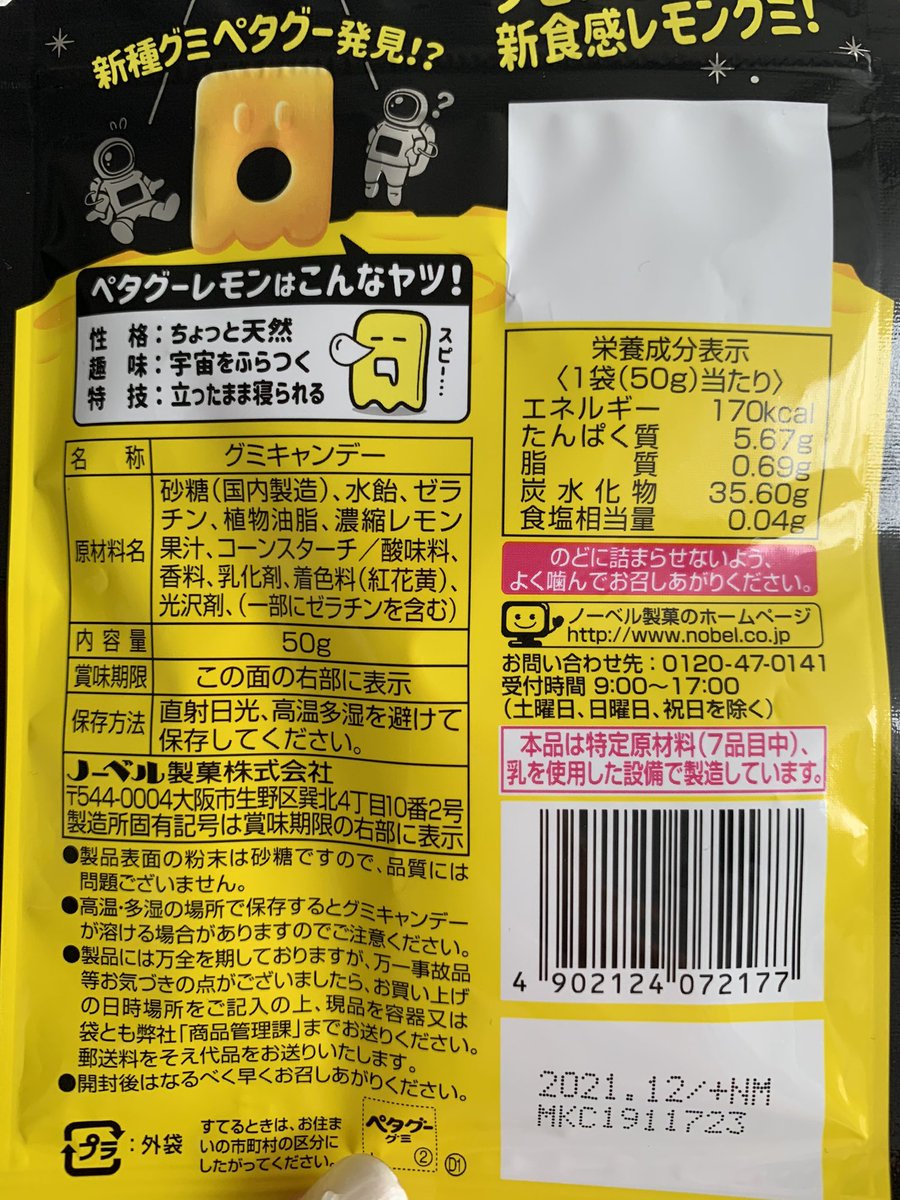 新種グミペタグー発見!?
新食感レモングミ!
?
ペタグーレモンはこんなヤツ!
性格:ちょっと天然
趣味:宇宙をふらつく
特技:立ったまま寝られる
スピー…
名称 グミキャンデー
原材料名 砂糖(国内製造)、水飴、ゼラ
チン、植物油脂、濃縮レモン
果汁、コーンスターチ/酸味料、
香料、乳化剤、着色料(紅花黄)、
光沢剤、(一部にゼラチンを含む)
内容量 50g
賞味期限 この面の右部に表示
保存方法 直射日光、高温多湿を避けて
保存してください。
ノーベル製菓株式会社
〒544-0004大阪市生野区巽北4丁目10番2号
製造所固有記号は賞味期限の右部に表示
●製品表面の粉末は砂糖ですので、品質には
問題ございません。
●高温・多湿の場所で保存するとグミキャンデー
が溶ける場合がありますのでご注意ください。
●製品には万全を期しておりますが、万一事故品
等お気づきの点がございましたら、お買い上げ
の日時場所をご記入の上、現品を容器又は
袋とも弊社「商品管理課」までお送りください。
郵送料をそえ代品をお送りいたします。
●開封後はなるべく早くお召しあがりください。
プラ:外袋
すてるときは、お住ま
いの市町村の区分に
したがってください。
ペタグー
グミ
②
D1
栄養成分表示
〈1袋(50g)当たり〉
エネルギー 170kcal
たんぱく質 5.67g
脂質 0.69g
炭水化物 35.60g
食塩相当量 0.04g
のどに詰まらせないよう、
よく噛んでお召しあがりください。
ノーベル製菓のホームページ
http://www.nobel.co.jp
お問い合わせ先:0120-47-0141
受付時間 9:00〜17:00
(土曜日、日曜日、祝日を除く)
本品は特定原材料(7品目中)、
乳を使用した設備で製造しています。
4 902124 072177
2021.12/+NM
MKC1911723